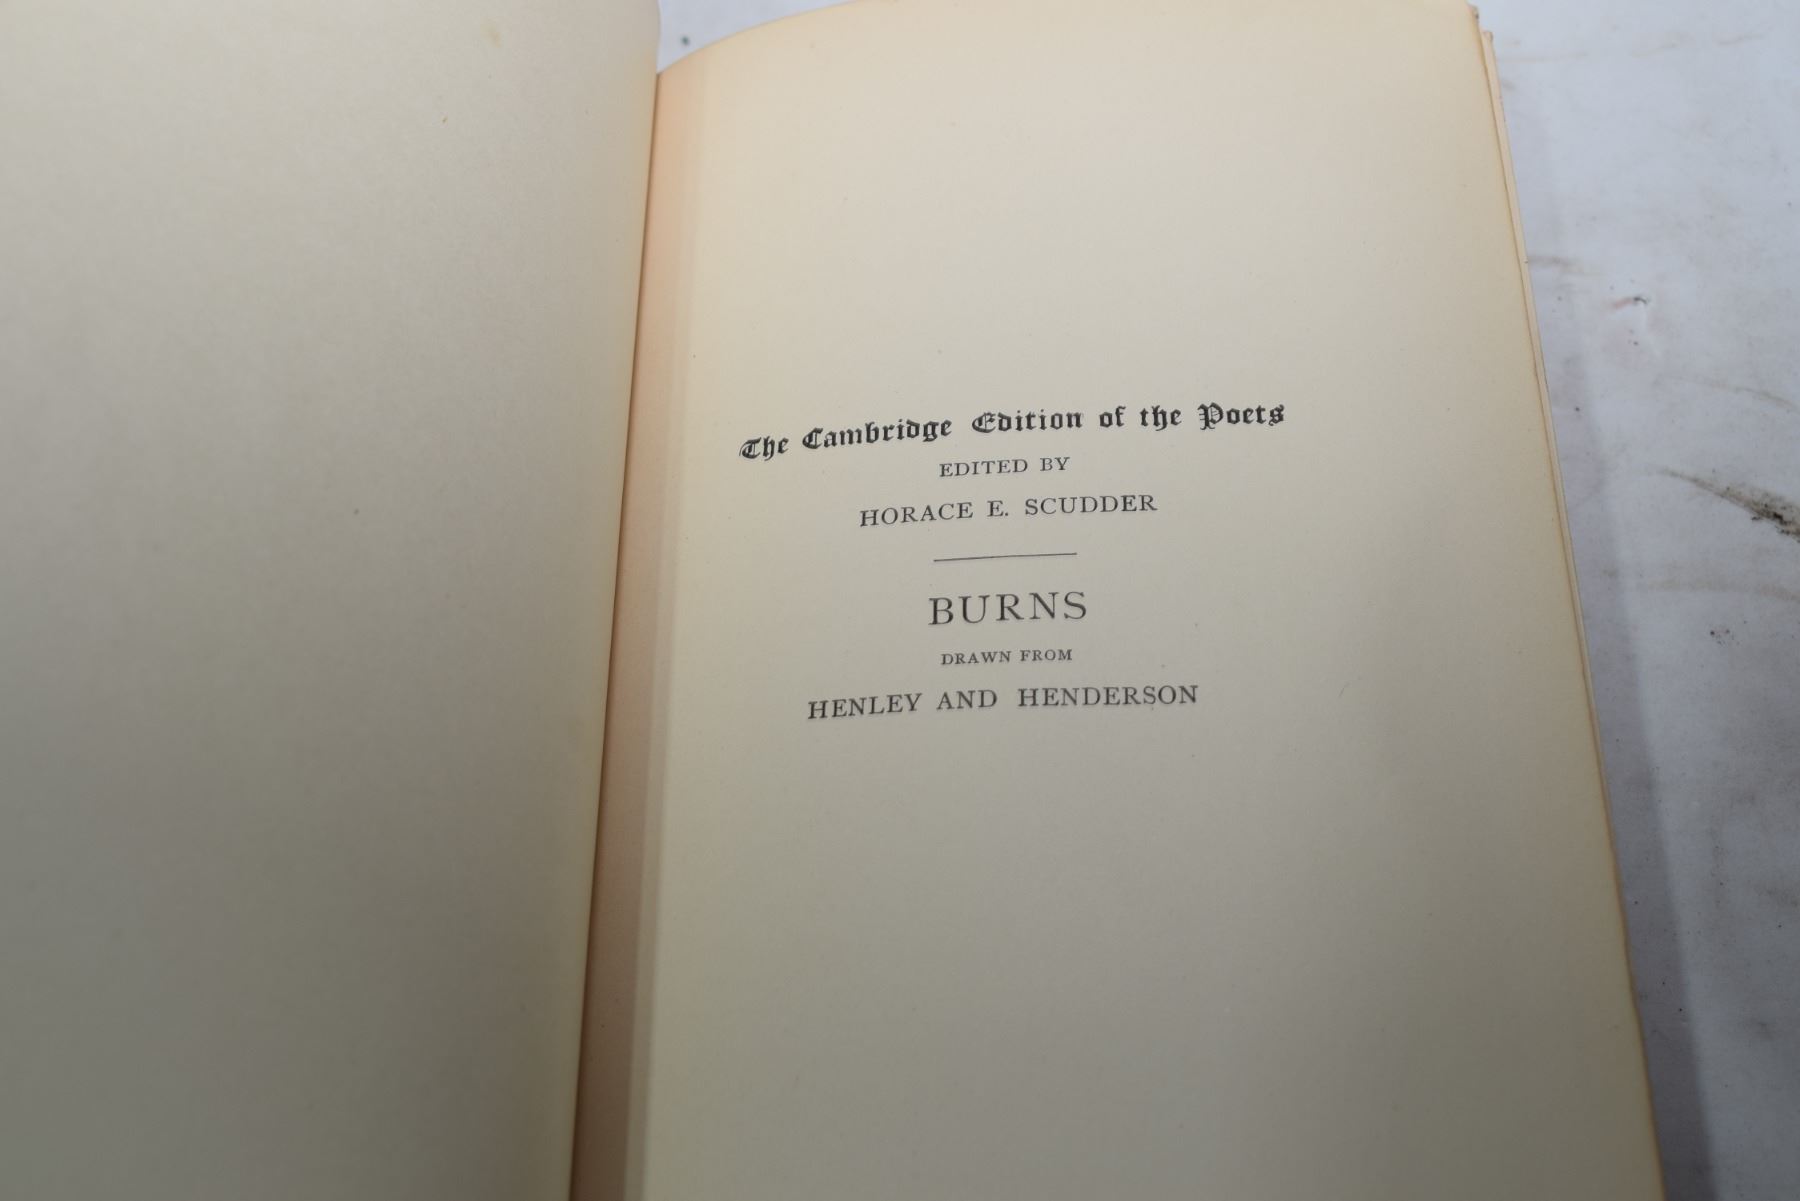 The Cambridge Edition of the Poets
EDITED BY
HORACE E. SCUDDER
BURNS
DRAWN FROM
HENLEY AND HENDERSON